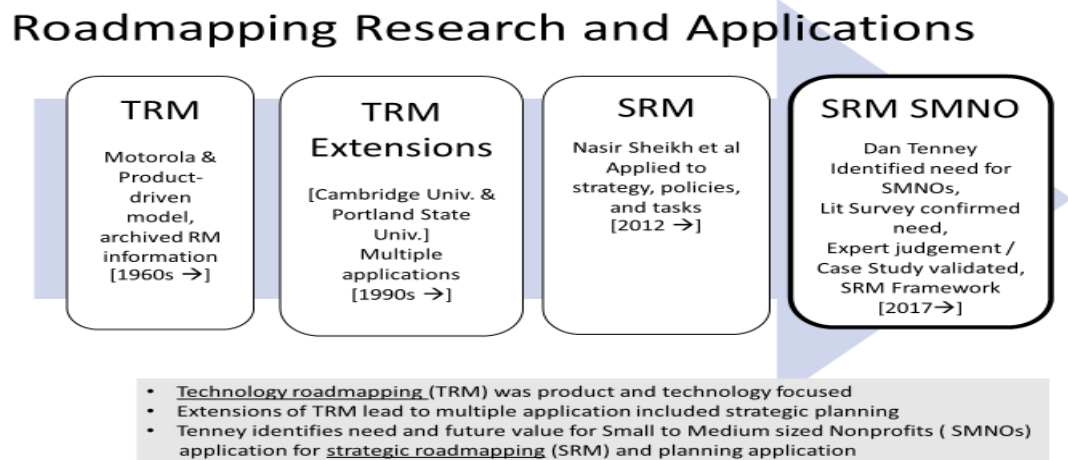 Roadmapping Research and Applications
TRM
Motorola &
Product-
driven
model,
archived RM
information
[1960s →]
TRM
Extensions
[Cambridge Univ. &
Portland State
Univ.]
Multiple
applications
[1990s →]
SRM
Nasir Sheikh et al
Applied to
strategy, policies,
and tasks
[2012 →]
SRM SMNO
Dan Tenney
Identified need for
SMNOs,
Lit Survey confirmed
need,
Expert judgement /
Case Study validated,
SRM Framework
[2017→]
• Technology roadmapping (TRM) was product and technology focused
• Extensions of TRM lead to multiple application included strategic planning
• Tenney identifies need and future value for Small to Medium sized Nonprofits ( SMNOs)
application for strategic roadmapping (SRM) and planning application